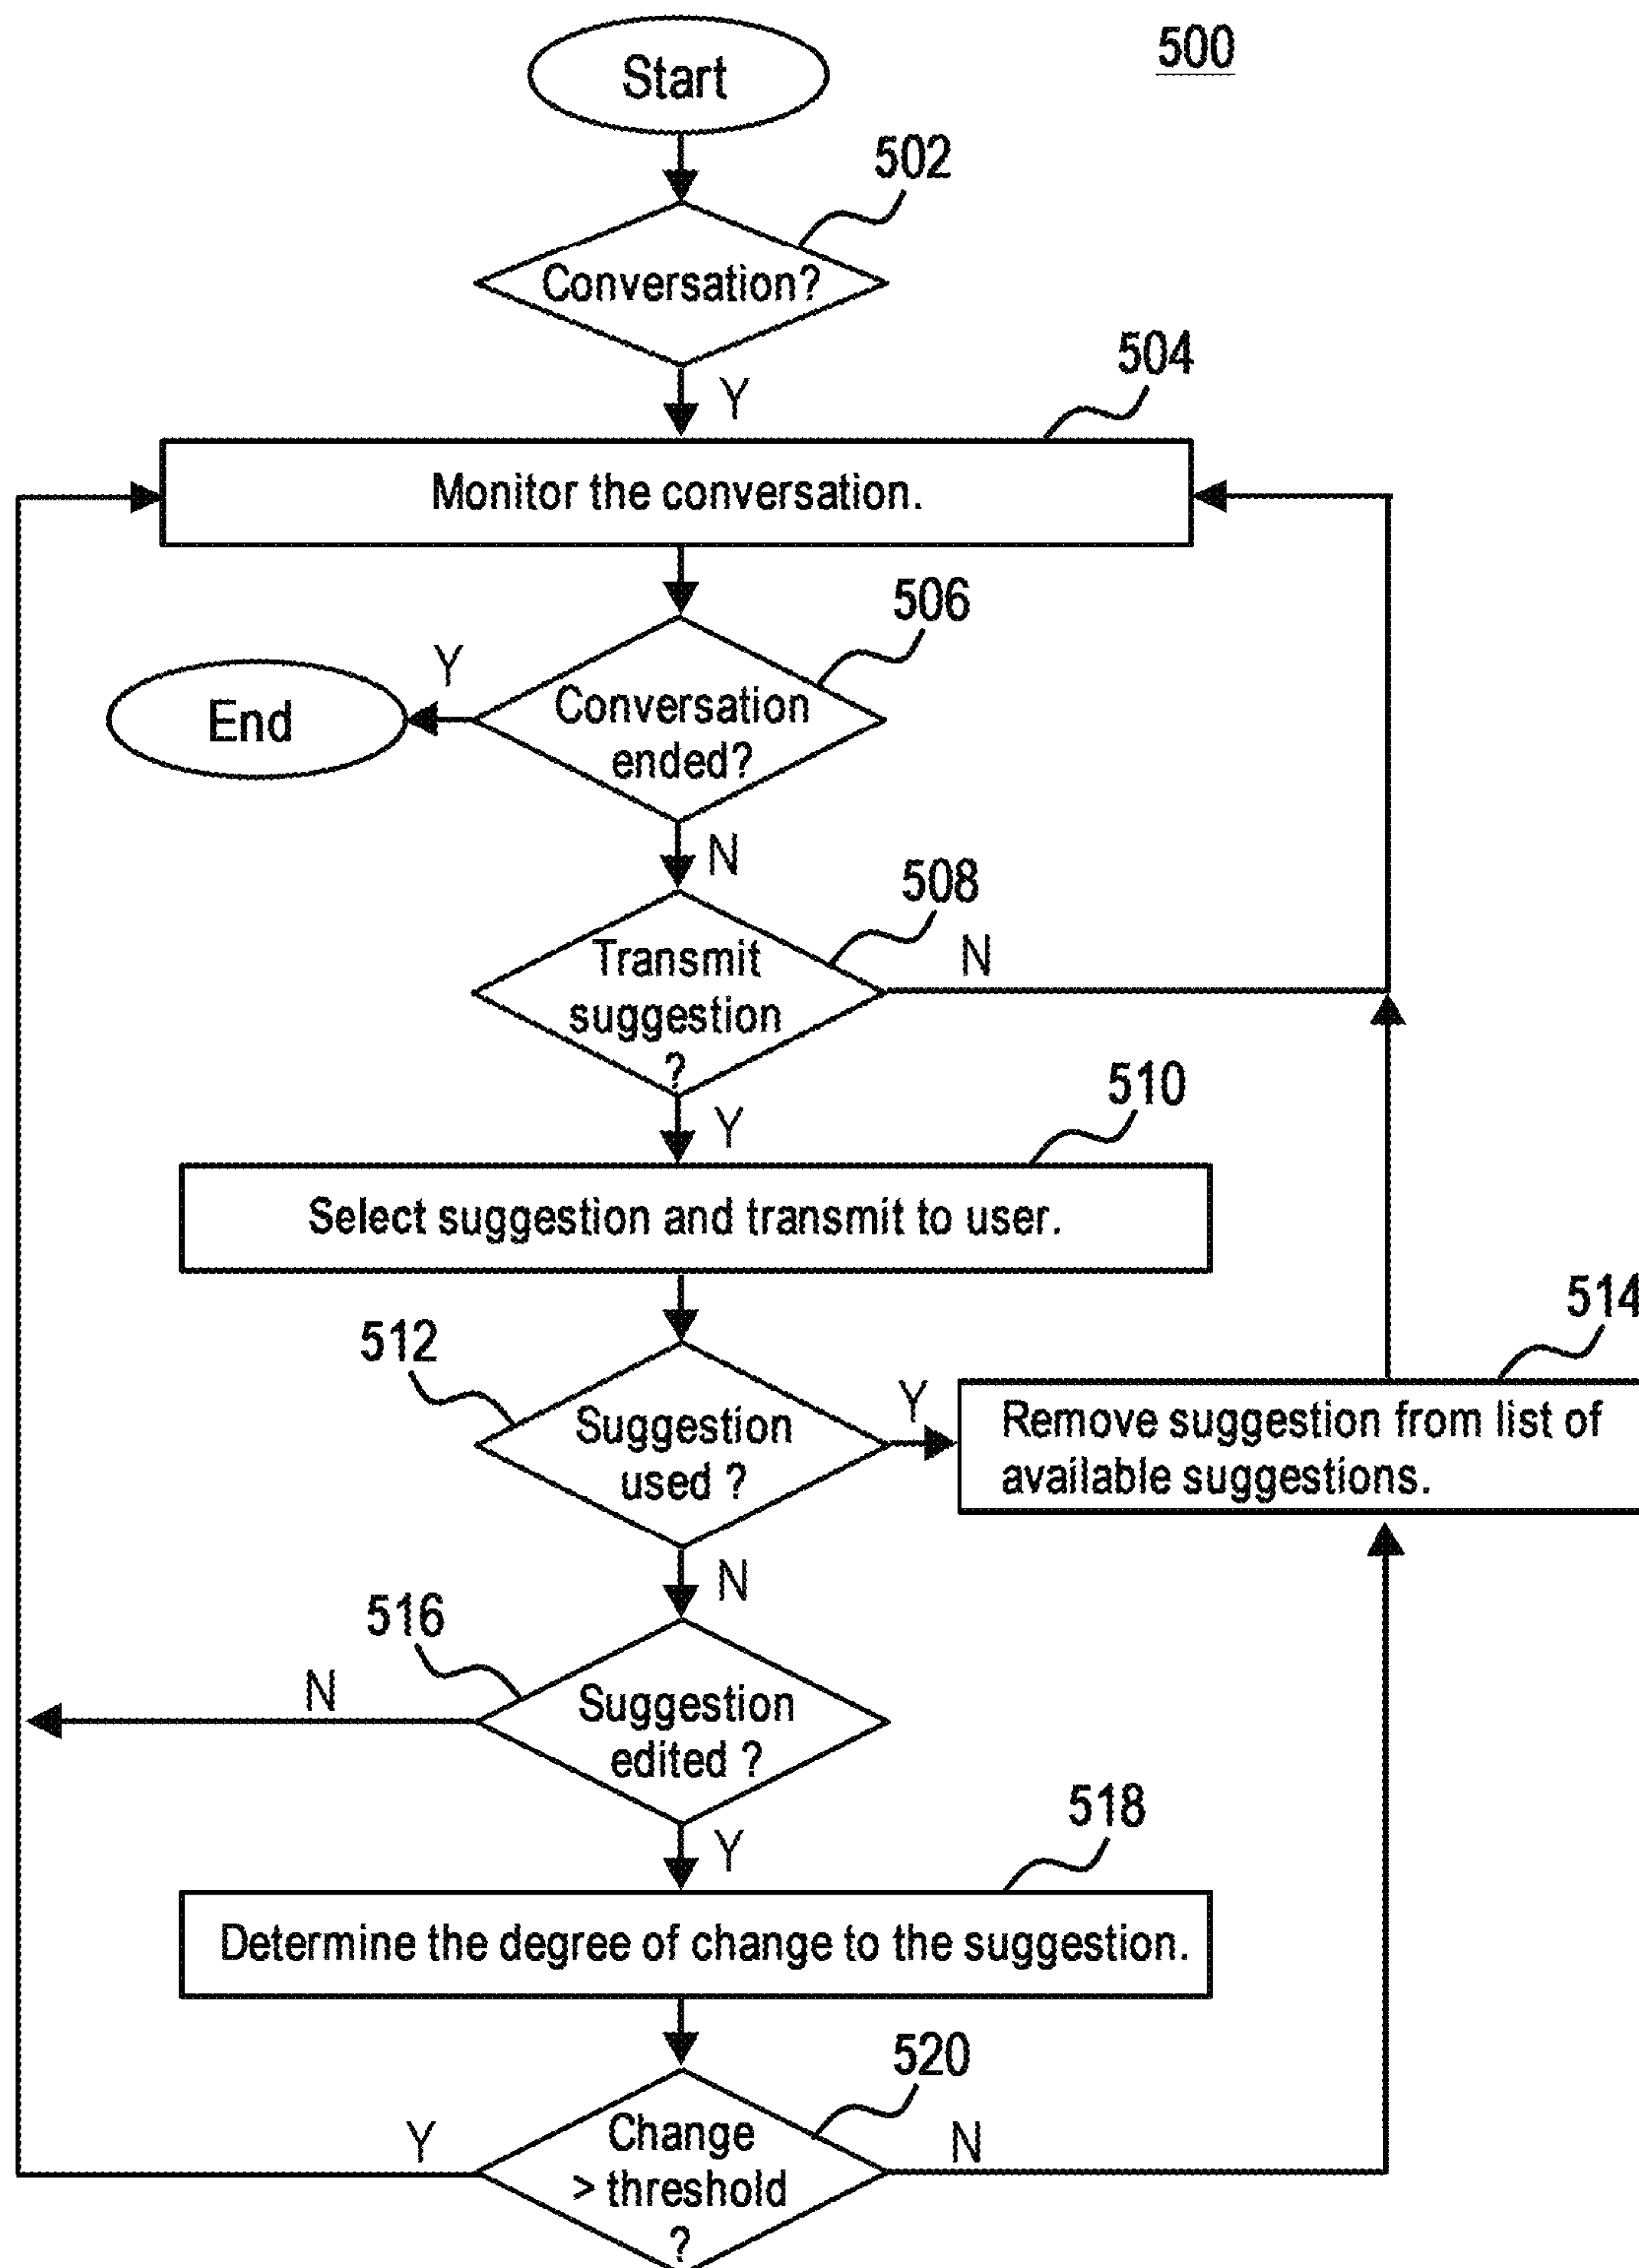 500
Start
502
Conversation?
Y
504
Monitor the conversation.
506
Y
End
Conversation
ended?
N
508
Transmit
suggestion
?
N
Y
510
Select suggestion and transmit to user.
512
514
Suggestion
used ?
Y
Remove suggestion from list of
available suggestions.
N
516
N
Suggestion
edited ?
518
Y
Determine the degree of change to the suggestion.
520
Y
Change
> threshold
?
N